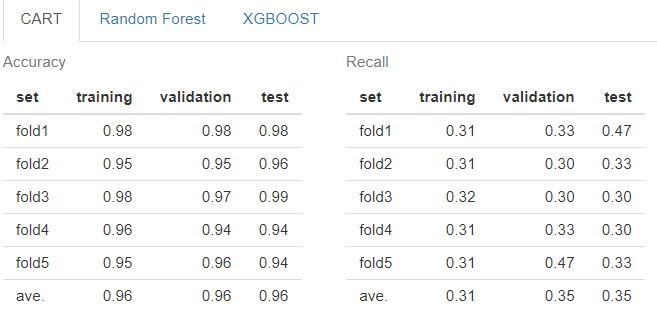 CART Random Forest XGBOOST
Accuracy Recall
set training validation test set training validation test
fold1 0.98 0.98 0.98 fold1 0.31 0.33 0.47
fold2 0.95 0.95 0.96 fold2 0.31 0.30 0.33
fold3 0.98 0.97 0.99 fold3 0.32 0.30 0.30
fold4 0.96 0.94 0.94 fold4 0.31 0.33 0.30
fold5 0.95 0.96 0.94 fold5 0.31 0.47 0.33
ave. 0.96 0.96 0.96 ave. 0.31 0.35 0.35